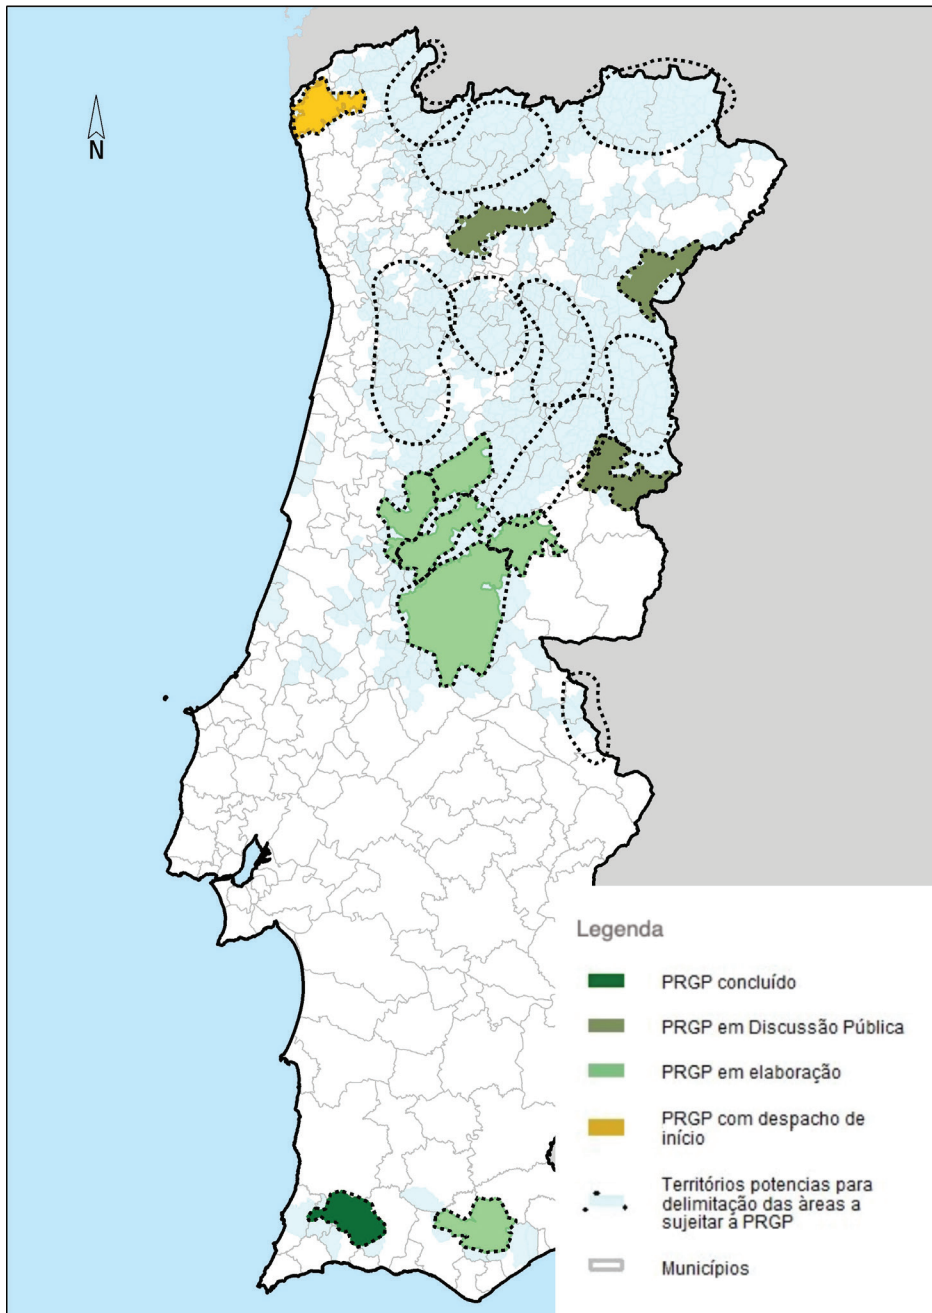 N
Legenda
PRGP concluído
PRGP em Discussão Pública
PRGP em elaboração
PRGP com despacho de
início
Territórios potencias para
delimitação das àreas a
sujeitar a PRGP
Municípios